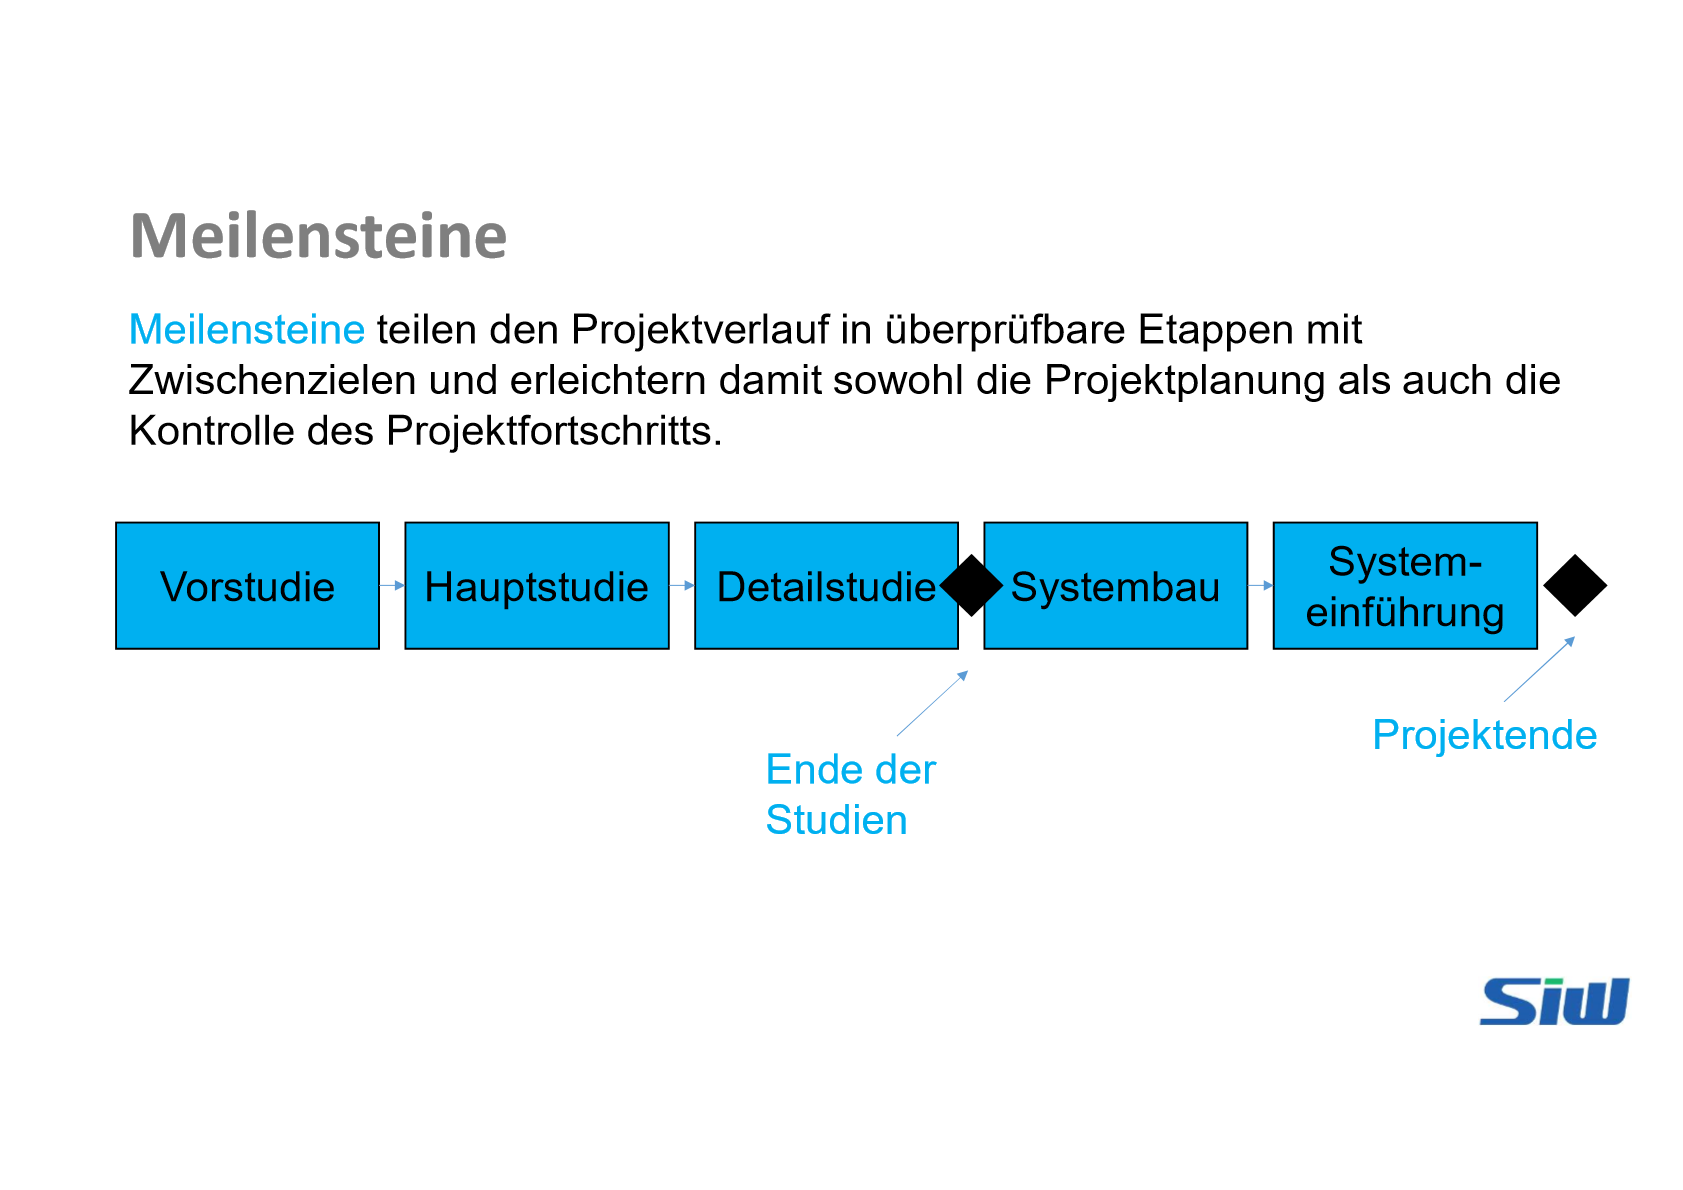 Meilensteine
Meilensteine teilen den Projektverlauf in überprüfbare Etappen mit
Zwischenzielen und erleichtern damit sowohl die Projektplanung als auch die
Kontrolle des Projektfortschritts.
Vorstudie
Hauptstudie
Detailstudie
Systembau
System-
einführung
Ende der
Studien
Projektende
Siw